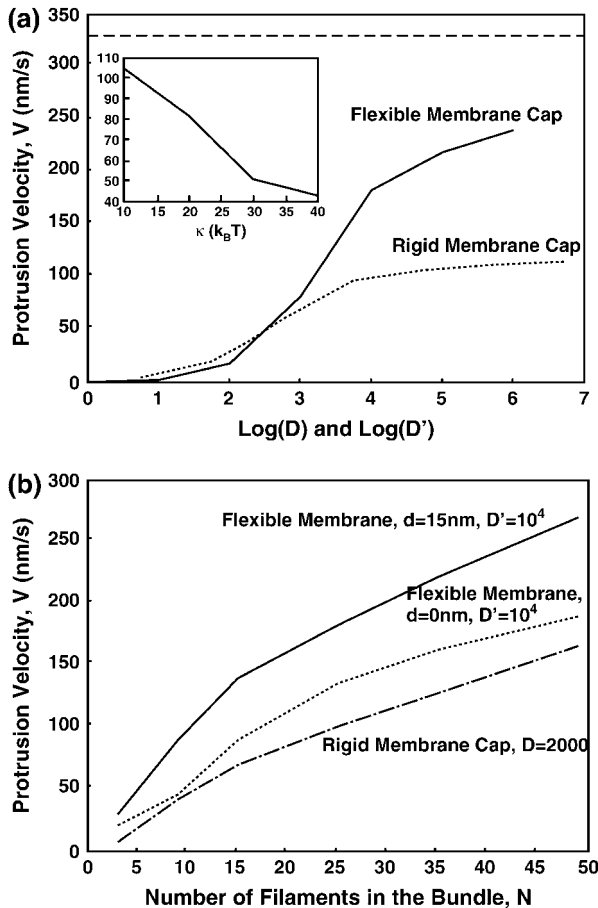 (a)
350
300
250
200
150
100
50
0
Protrusion Velocity, V (nm/s)
110
100
90
80
70
60
50
40
10 15 20 25 30 35 40
κ (kBT)
Flexible Membrane Cap
Rigid Membrane Cap
0 1 2 3 4 5 6 7
Log(D) and Log(D')
(b)
300
250
200
150
100
50
0
Protrusion Velocity, V (nm/s)
Flexible Membrane, d=15nm, D'=10^4
Flexible Membrane,
d=0nm, D'=10^4
Rigid Membrane Cap, D=2000
0 5 10 15 20 25 30 35 40 45 50
Number of Filaments in the Bundle, N